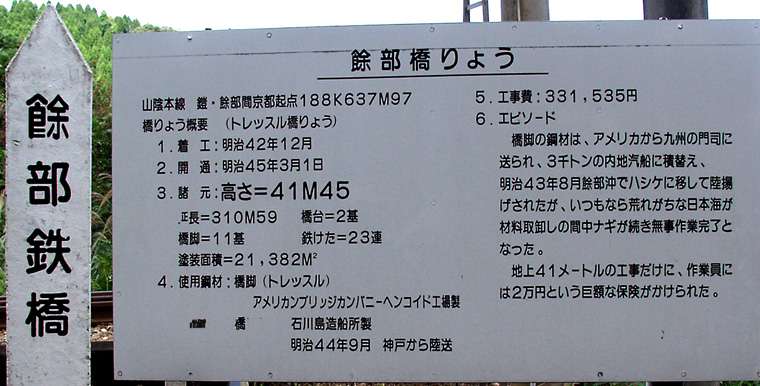 餘部鉄橋
餘部橋りょう
山陰本線 鎧・餘部間京都起点188K637M97
橋りょう概要 (トレッスル橋りょう)
1.着工:明治42年12月
2.開通:明治45年3月1日
3.諸元:高さ=41M45
正長=310M59 橋台=2基
橋脚=11基 鉄けた=23連
塗装面積=21,382M²
4.使用鋼材:橋脚(トレッスル)
アメリカンブリッジカンパニーヘンコイド工場製
橋 石川島造船所製
明治44年9月 神戸から陸送
5.工事費:331,535円
6.エピソード
橋脚の鋼材は、アメリカから九州の門司に
送られ、3千トンの内地汽船に積替え、
明治43年8月餘部沖でハシケに移して陸揚
げされたが、いつもなら荒れがちな日本海が
材料取卸しの間中ナギが続き無事作業完了と
なった。
地上41メートルの工事だけに、作業員に
は2万円という巨額な保険がかけられた。